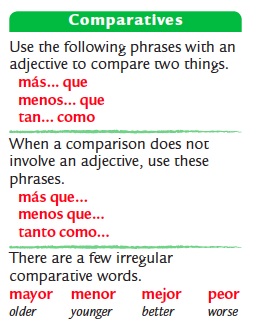 Comparatives
Use the following phrases with an
adjective to compare two things.
más... que
menos... que
tan... como
When a comparison does not
involve an adjective, use these
phrases.
más que...
menos que...
tanto como...
There are a few irregular
comparative words.
mayor menor mejor peor
older younger better worse